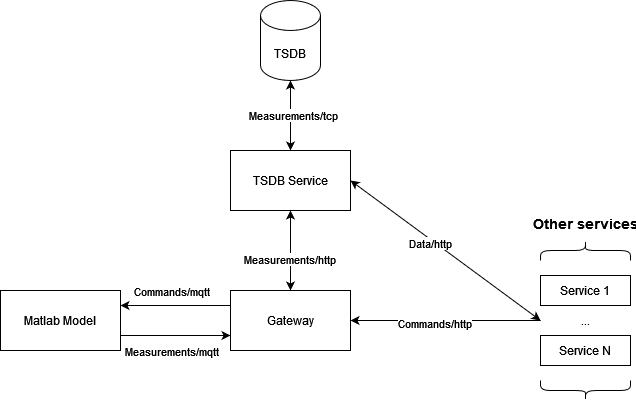 TSDB
Measurements/tcp
TSDB Service
Other services
Data/http
Measurements/http
Commands/mqtt
Service 1
Matlab Model
Gateway
Commands/http
...
Measurements/mqtt
Service N